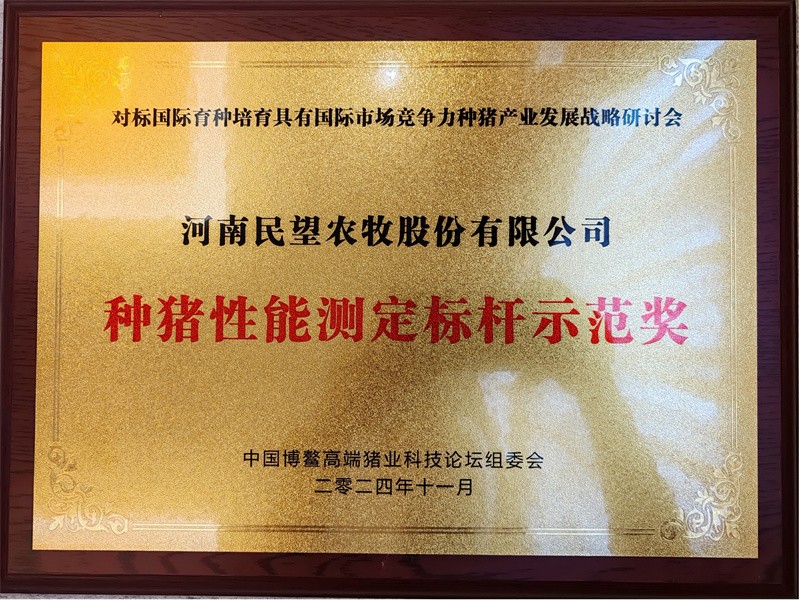 对标国际育种培育具有国际市场竞争力种猪产业发展战略研讨会
河南民望农牧股份有限公司
种猪性能测定标杆示范奖
中国博鳌高端猪业科技论坛组委会
二零二四年十一月